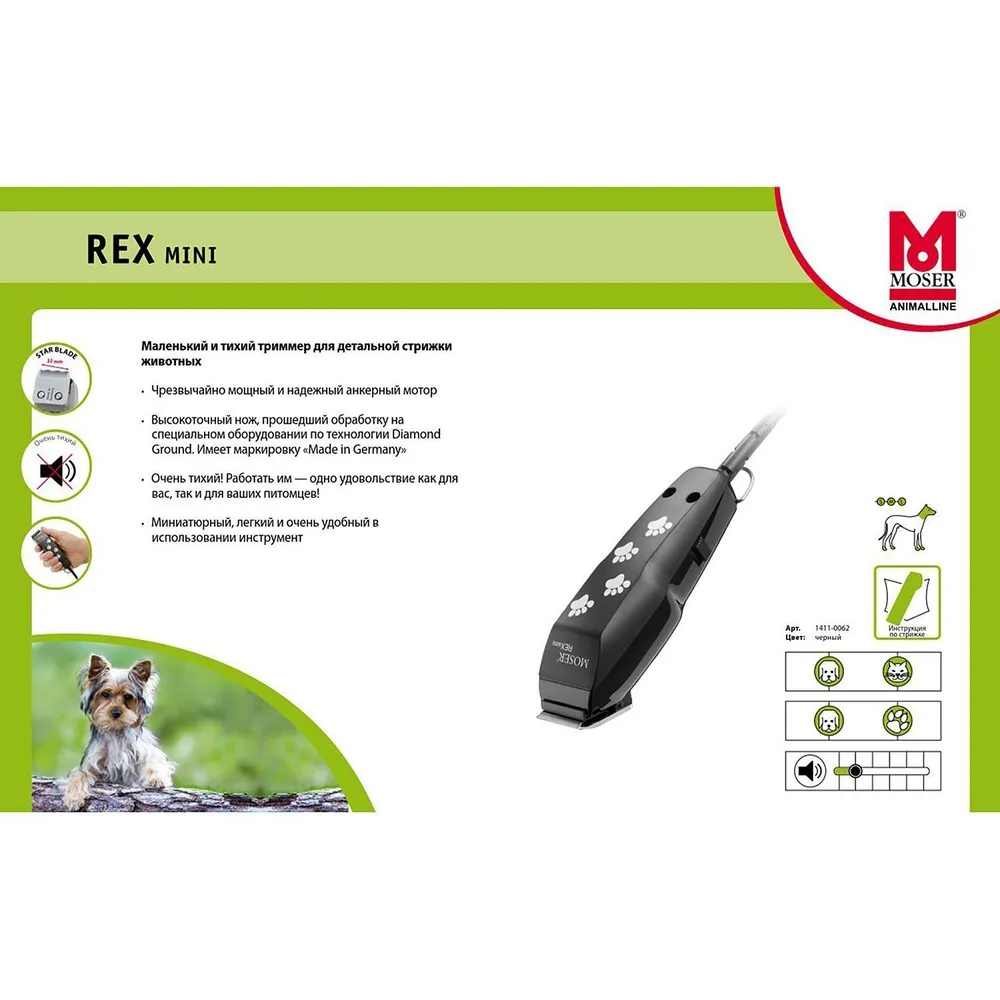 REX MINI
®
MOSER
ANIMALLINE
STAR BLADE
32 mm
Маленький и тихий триммер для детальной стрижки
животных
• Чрезвычайно мощный и надежный анкерный мотор
• Высокоточный нож, прошедший обработку на
специальном оборудовании по технологии Diamond
Ground. Имеет маркировку «Made in Germany»
Очень тихий
• Очень тихий! Работать им — одно удовольствие как для
вас, так и для ваших питомцев!
• Миниатюрный, легкий и очень удобный в
использовании инструмент
MOSER®
REX MINI
S M L
Арт. 1411-0062
Цвет: черный
Инструкция
по стрижке